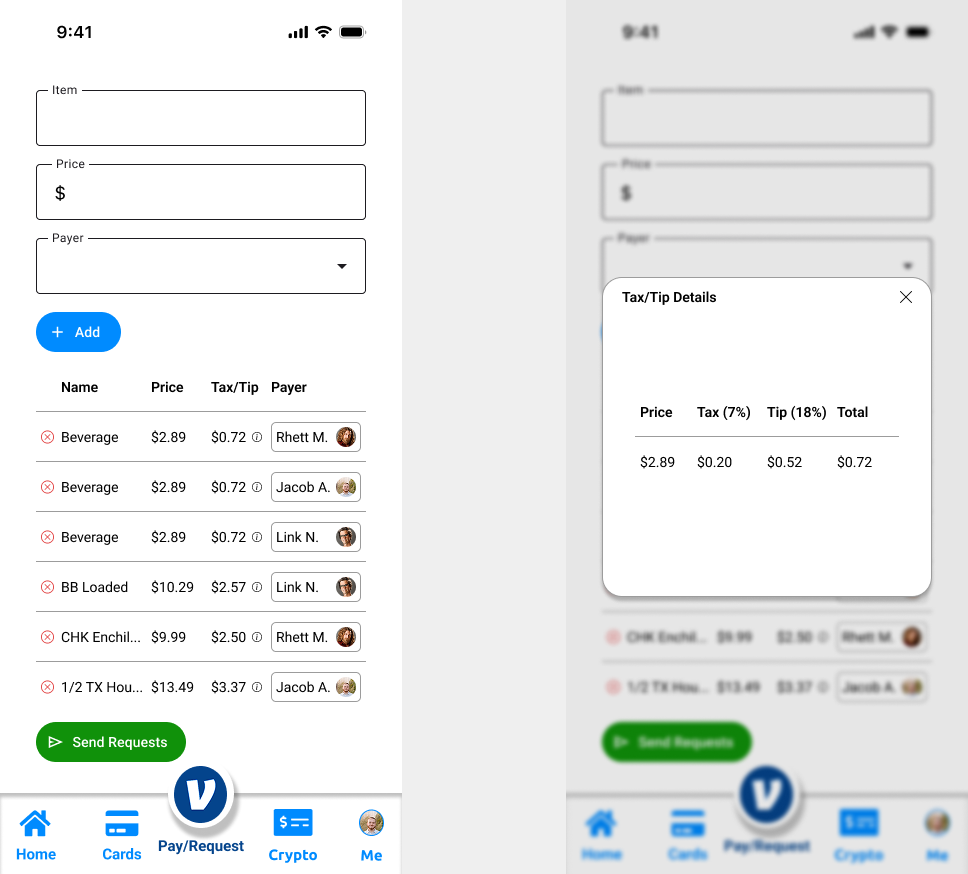 9:41
Item
Price
$
Payer
+ Add
Name Price Tax/Tip Payer
Beverage $2.89 $0.72 Rhett M.
Beverage $2.89 $0.72 Jacob A.
Beverage $2.89 $0.72 Link N.
BB Loaded $10.29 $2.57 Link N.
CHK Enchil... $9.99 $2.50 Rhett M.
1/2 TX Hou... $13.49 $3.37 Jacob A.
Send Requests
Home Cards Pay/Request Crypto Me
9:41
Item
Price
$
Payer
Tax/Tip Details
Price Tax (7%) Tip (18%) Total
$2.89 $0.20 $0.52 $0.72
CHK Enchil... $9.99 $2.50 Rhett M.
1/2 TX Hou... $13.49 $3.37 Jacob A.
Send Requests
Home Cards Pay/Request Crypto Me